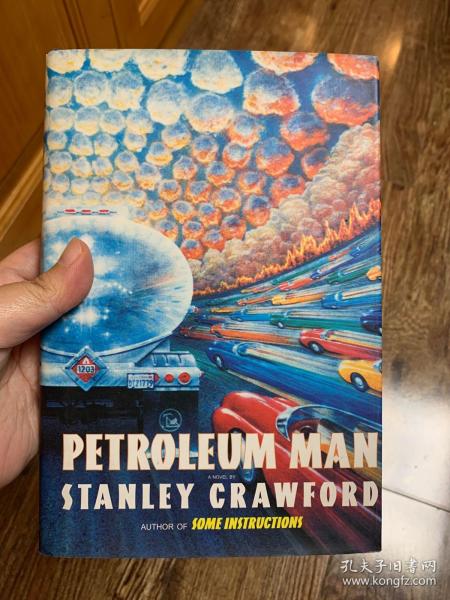 1203
PETROLEUM MAN
A NOVEL BY
STANLEY CRAWFORD
AUTHOR OF SOME INSTRUCTIONS
孔夫子旧书网
www.kongfz.com